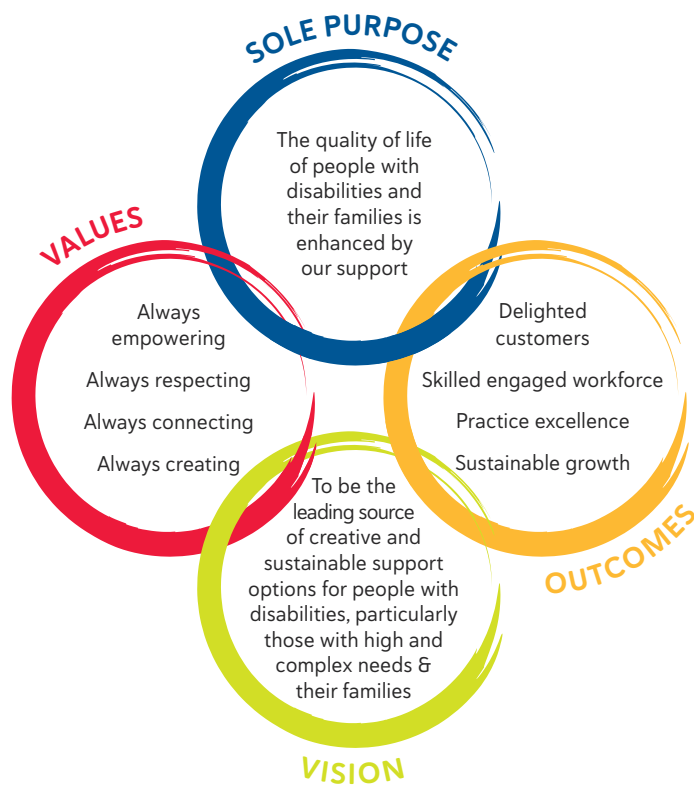 SOLE PURPOSE
The quality of life
of people with
disabilities and
their families is
enhanced by
our support
VALUES
Always
empowering
Always respecting
Always connecting
Always creating
Delighted
customers
Skilled engaged workforce
Practice excellence
Sustainable growth
OUTCOMES
To be the
leading source
of creative and
sustainable support
options for people with
disabilities, particularly
those with high and
complex needs &
their families
VISION